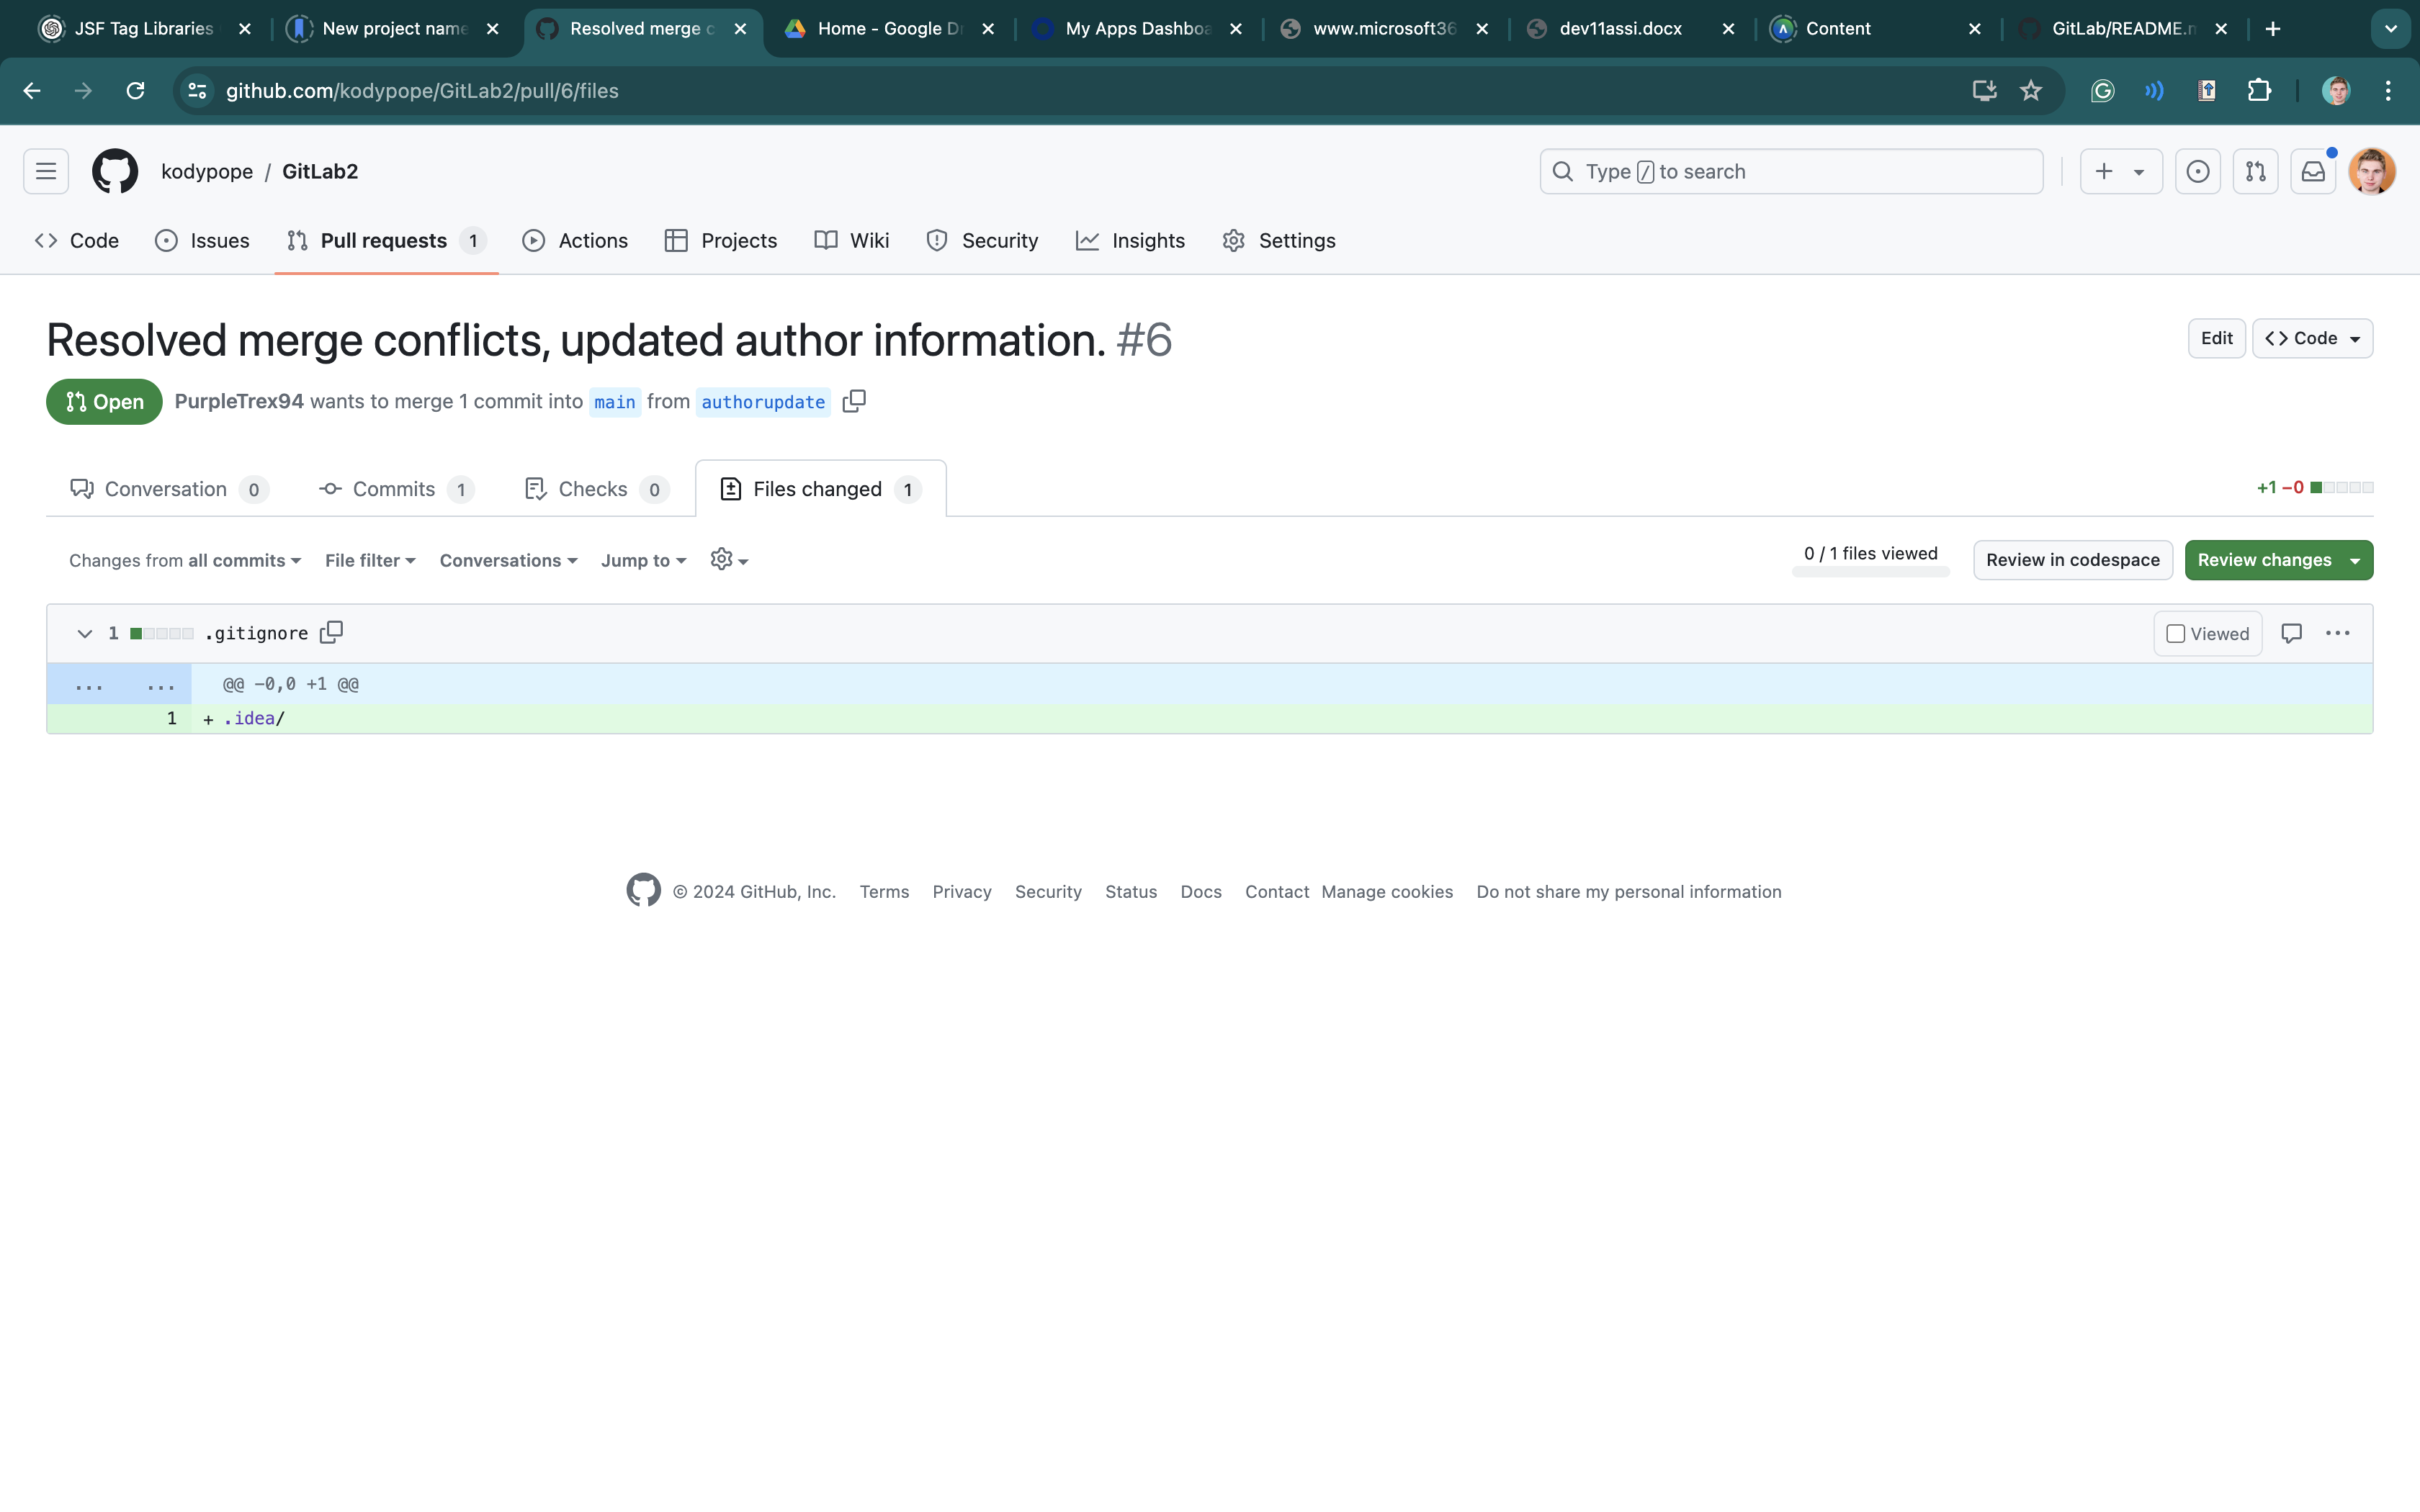 JSF Tag Libraries
New project name
Resolved merge c
Home - Google Dr
My Apps Dashboa
www.microsoft36
dev11assi.docx
Content
GitLab/README.m
github.com/kodypope/GitLab2/pull/6/files
kodypope / GitLab2
Type / to search
Code
Issues
Pull requests 1
Actions
Projects
Wiki
Security
Insights
Settings
Resolved merge conflicts, updated author information. #6
Edit
Code
Open
PurpleTrex94 wants to merge 1 commit into main from authorupdate
Conversation 0
Commits 1
Checks 0
Files changed 1
+1 −0
Changes from all commits
File filter
Conversations
Jump to
0 / 1 files viewed
Review in codespace
Review changes
1 .gitignore
Viewed
... ... @@ -0,0 +1 @@
1 + .idea/
© 2024 GitHub, Inc.
Terms
Privacy
Security
Status
Docs
Contact
Manage cookies
Do not share my personal information